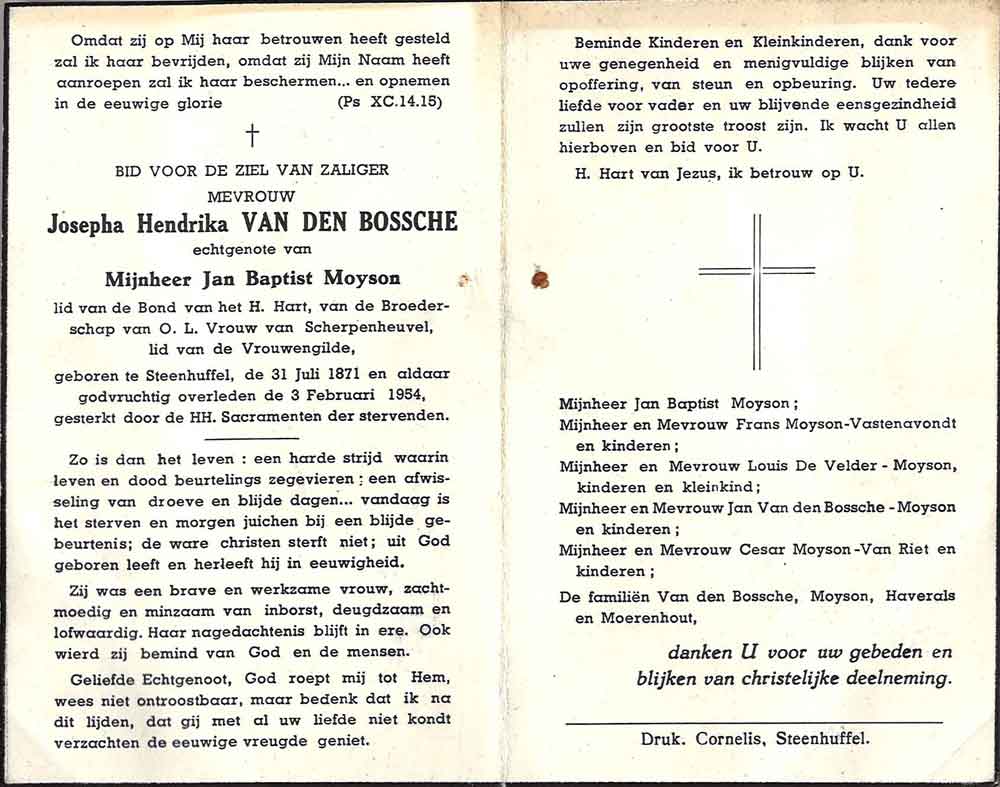 Omdat zij op Mij haar betrouwen heeft gesteld
zal ik haar bevrijden, omdat zij Mijn Naam heeft
aanroepen zal ik haar beschermen... en opnemen
in de eeuwige glorie (Ps XC.14.15)
BID VOOR DE ZIEL VAN ZALIGER
MEVROUW
Josepha Hendrika VAN DEN BOSSCHE
echtgenote van
Mijnheer Jan Baptist Moyson
lid van de Bond van het H. Hart, van de Broeder-
schap van O. L. Vrouw van Scherpenheuvel,
lid van de Vrouwengilde,
geboren te Steenhuffel, de 31 Juli 1871 en aldaar
godvruchtig overleden de 3 Februari 1954,
gesterkt door de HH. Sacramenten der stervenden.
Zo is dan het leven : een harde strijd waarin
leven en dood beurtelings zegevieren : een afwis-
seling van droeve en blijde dagen... vandaag is
het sterven en morgen juichen bij een blijde ge-
beurtenis; de ware christen sterft niet; uit God
geboren leeft en herleeft hij in eeuwigheid.
Zij was een brave en werkzame vrouw, zacht-
moedig en minzaam van inborst, deugdzaam en
lofwaardig. Haar nagedachtenis blijft in ere. Ook
wierd zij bemind van God en de mensen.
Geliefde Echtgenoot, God roept mij tot Hem,
wees niet ontroostbaar, maar bedenk dat ik na
dit lijden, dat gij met al uw liefde niet kondt
verzachten de eeuwige vreugde geniet.
Beminde Kinderen en Kleinkinderen, dank voor
uwe genegenheid en menigvuldige blijken van
opoffering, van steun en opbeuring. Uw tedere
liefde voor vader en uw blijvende eensgezindheid
zullen zijn grootste troost zijn. Ik wacht U allen
hierboven en bid voor U.
H. Hart van Jezus, ik betrouw op U.
Mijnheer Jan Baptist Moyson ;
Mijnheer en Mevrouw Frans Moyson-Vastenavondt
en kinderen ;
Mijnheer en Mevrouw Louis De Velder - Moyson,
kinderen en kleinkind ;
Mijnheer en Mevrouw Jan Van den Bossche - Moyson
en kinderen ;
Mijnheer en Mevrouw Cesar Moyson-Van Riet en
kinderen ;
De familiën Van den Bossche, Moyson, Haverals
en Moerenhout,
danken U voor uw gebeden en
blijken van christelijke deelneming.
Druk. Cornelis, Steenhuffel.